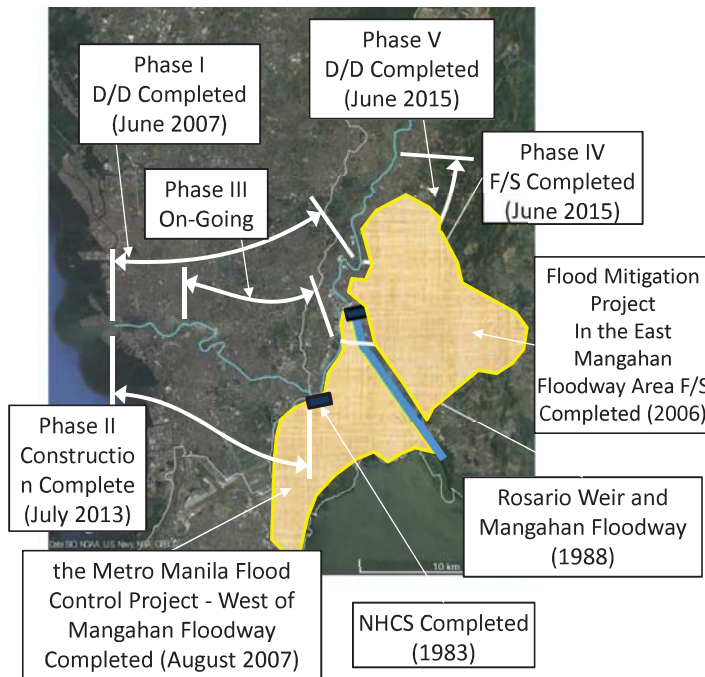 Phase I
D/D Completed
(June 2007)
Phase V
D/D Completed
(June 2015)
Phase III
On-Going
Phase IV
F/S Completed
(June 2015)
Flood Mitigation
Project
In the East
Mangahan
Floodway Area F/S
Completed (2006)
Phase II
Constructio
n Complete
(July 2013)
Rosario Weir and
Mangahan Floodway
(1988)
the Metro Manila Flood
Control Project - West of
Mangahan Floodway
Completed (August 2007)
NHCS Completed
(1983)
10 km